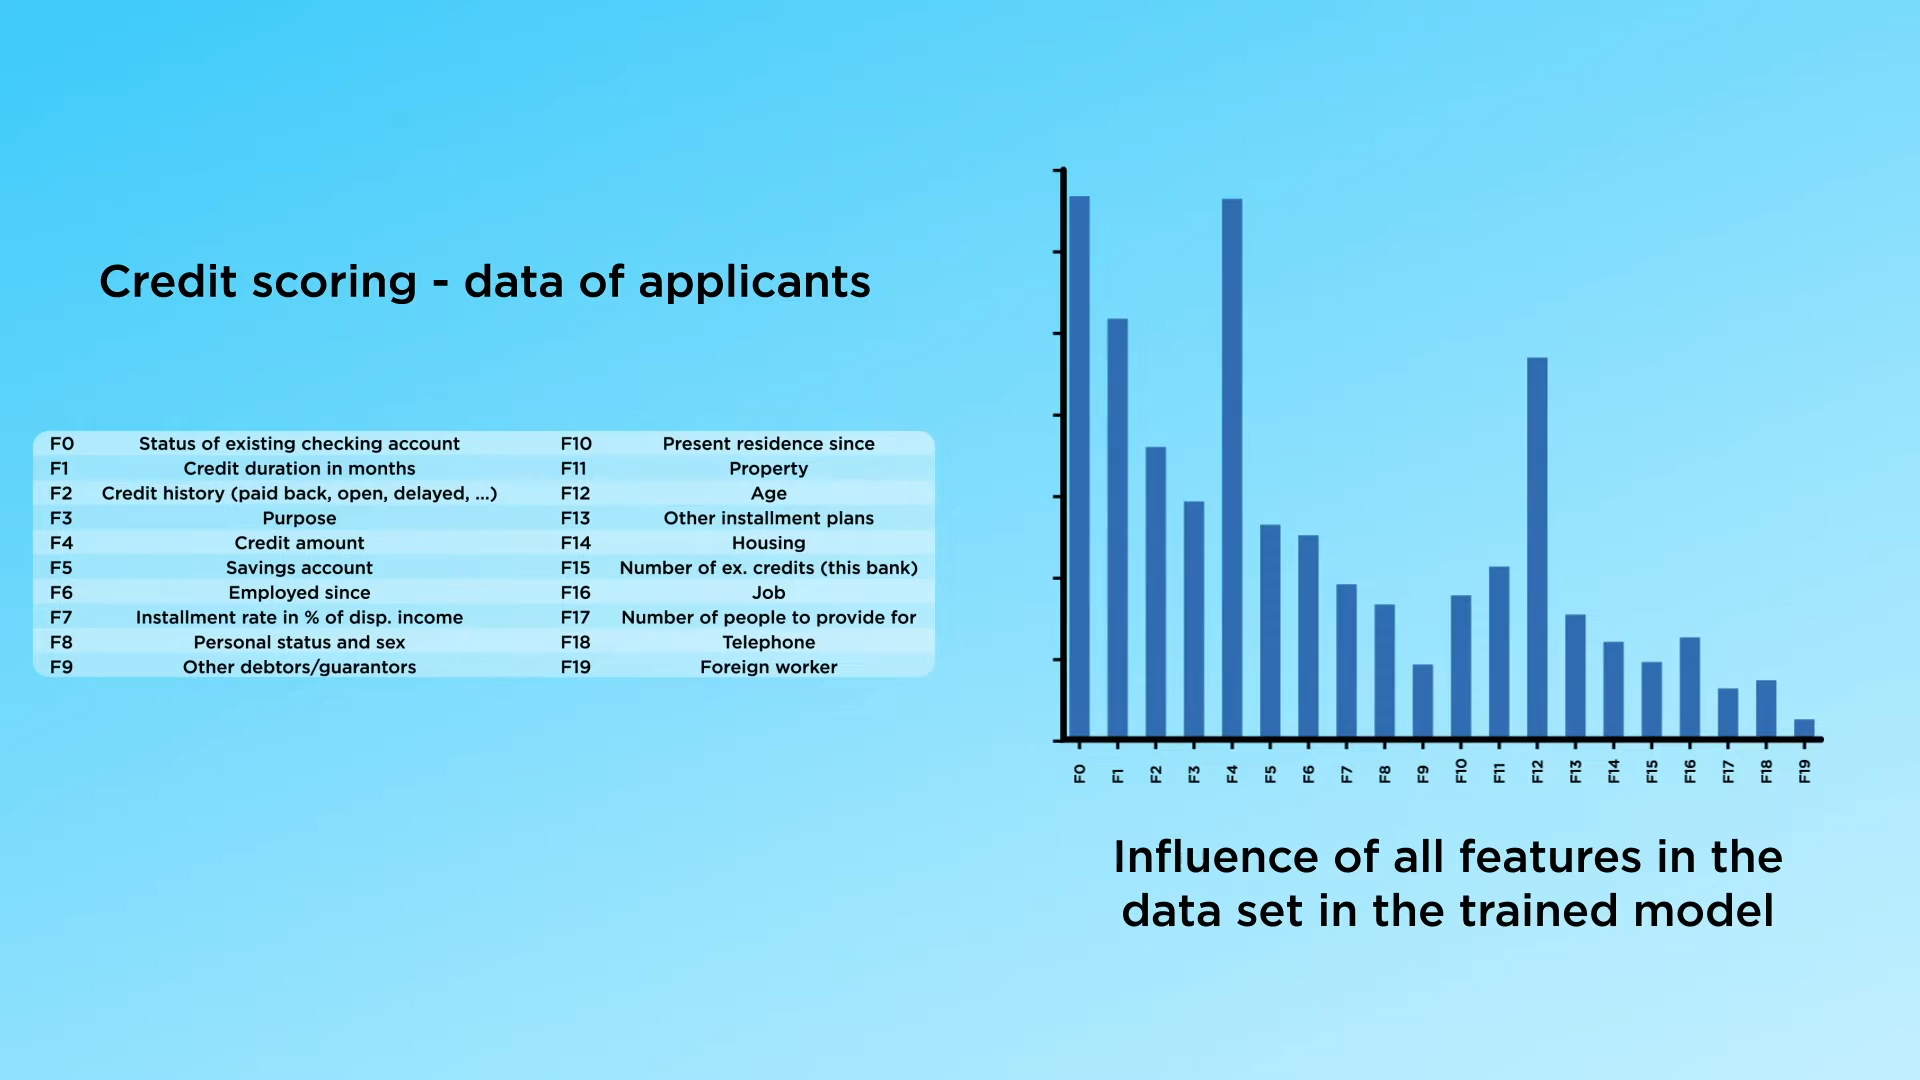 Credit scoring - data of applicants
F0 Status of existing checking account F10 Present residence since
F1 Credit duration in months F11 Property
F2 Credit history (paid back, open, delayed, ...) F12 Age
F3 Purpose F13 Other installment plans
F4 Credit amount F14 Housing
F5 Savings account F15 Number of ex. credits (this bank)
F6 Employed since F16 Job
F7 Installment rate in % of disp. income F17 Number of people to provide for
F8 Personal status and sex F18 Telephone
F9 Other debtors/guarantors F19 Foreign worker
F0 F1 F2 F3 F4 F5 F6 F7 F8 F9 F10 F11 F12 F13 F14 F15 F16 F17 F18 F19
Influence of all features in the
data set in the trained model